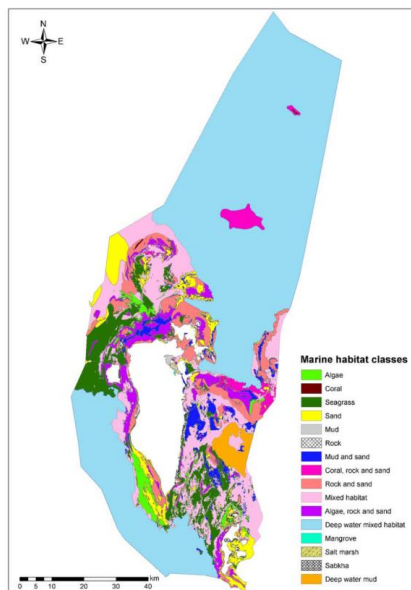 N
W E
S
Marine habitat classes
Algae
Coral
Seagrass
Sand
Mud
Rock
Mud and sand
Coral, rock and sand
Rock and sand
Mixed habitat
Algae, rock and sand
Deep water mixed habitat
Mangrove
Salt marsh
Sabkha
Deep water mud
0 5 10 20 30 40
km